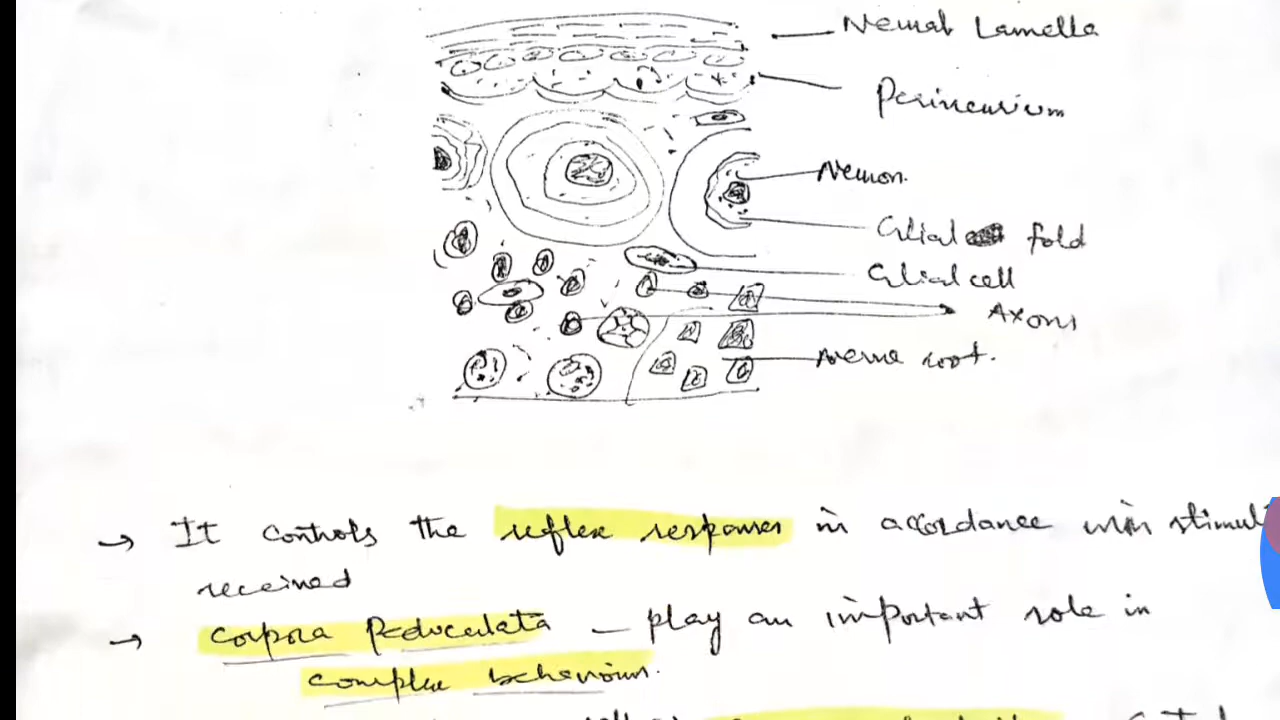 Neural Lamella
Perineurium
Neuron.
Glial fold
Glial cell
Axons
Nerve root.
→ It controls the reflex responses in accordance with stimuli
received
→ Corpora Peduculata – play an important role in
complex behaviour.